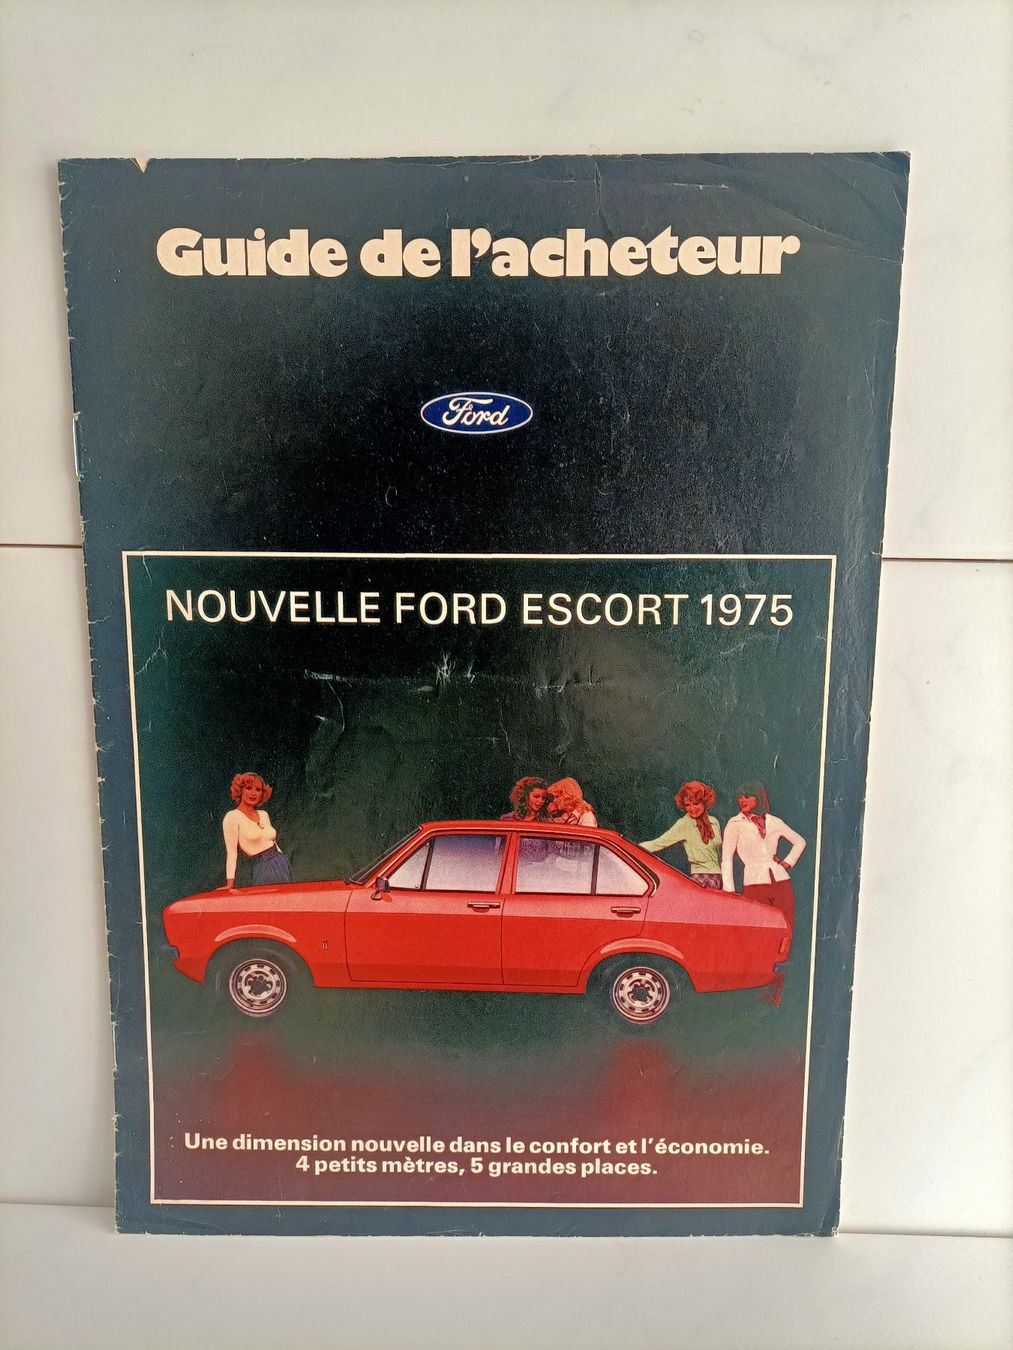 Guide de l'acheteur
Ford
NOUVELLE FORD ESCORT 1975
Une dimension nouvelle dans le confort et l'économie.
4 petits mètres, 5 grandes places.